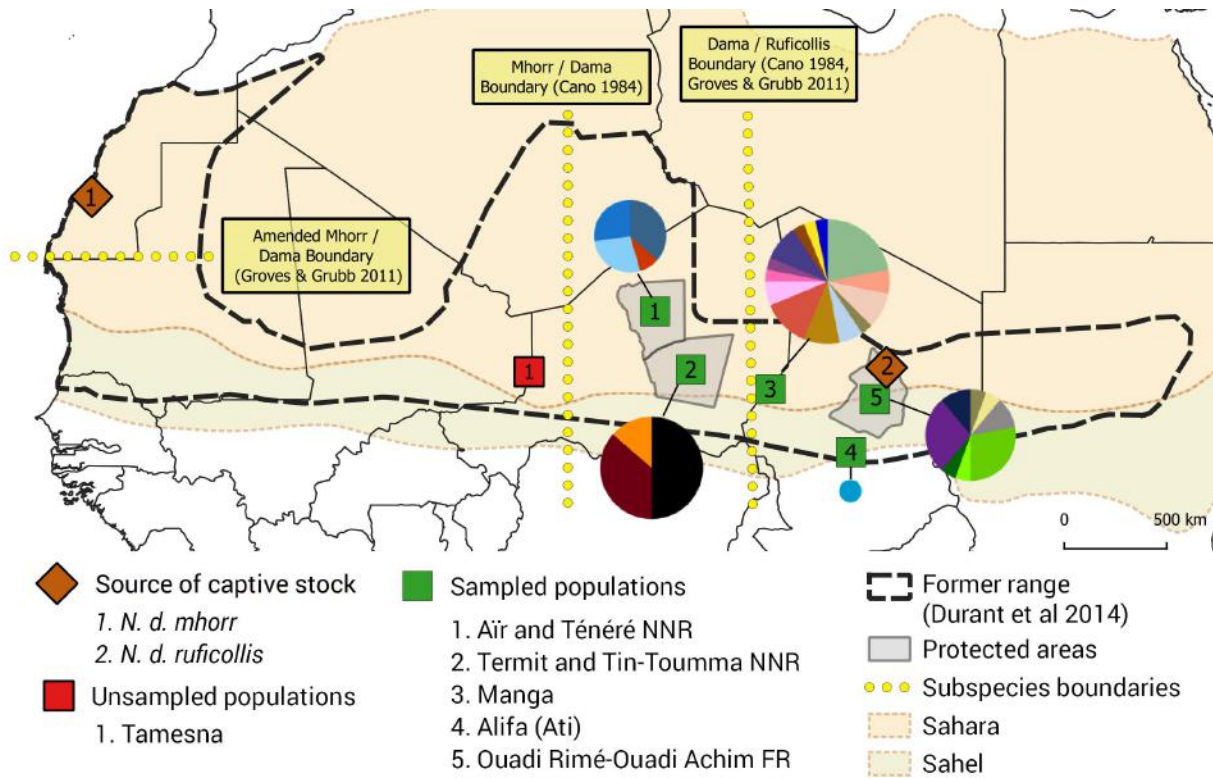 Mhorr / Dama
Boundary (Cano 1984)
Dama / Ruficollis
Boundary (Cano 1984,
Groves & Grubb 2011)
1
Amended Mhorr /
Dama Boundary
(Groves & Grubb 2011)
1
1
2
3
2
5
4
0 500 km
Source of captive stock
1. N. d. mhorr
2. N. d. ruficollis
Unsampled populations
1. Tamesna
Sampled populations
1. Aïr and Ténéré NNR
2. Termit and Tin-Toumma NNR
3. Manga
4. Alifa (Ati)
5. Ouadi Rimé-Ouadi Achim FR
Former range
(Durant et al 2014)
Protected areas
Subspecies boundaries
Sahara
Sahel